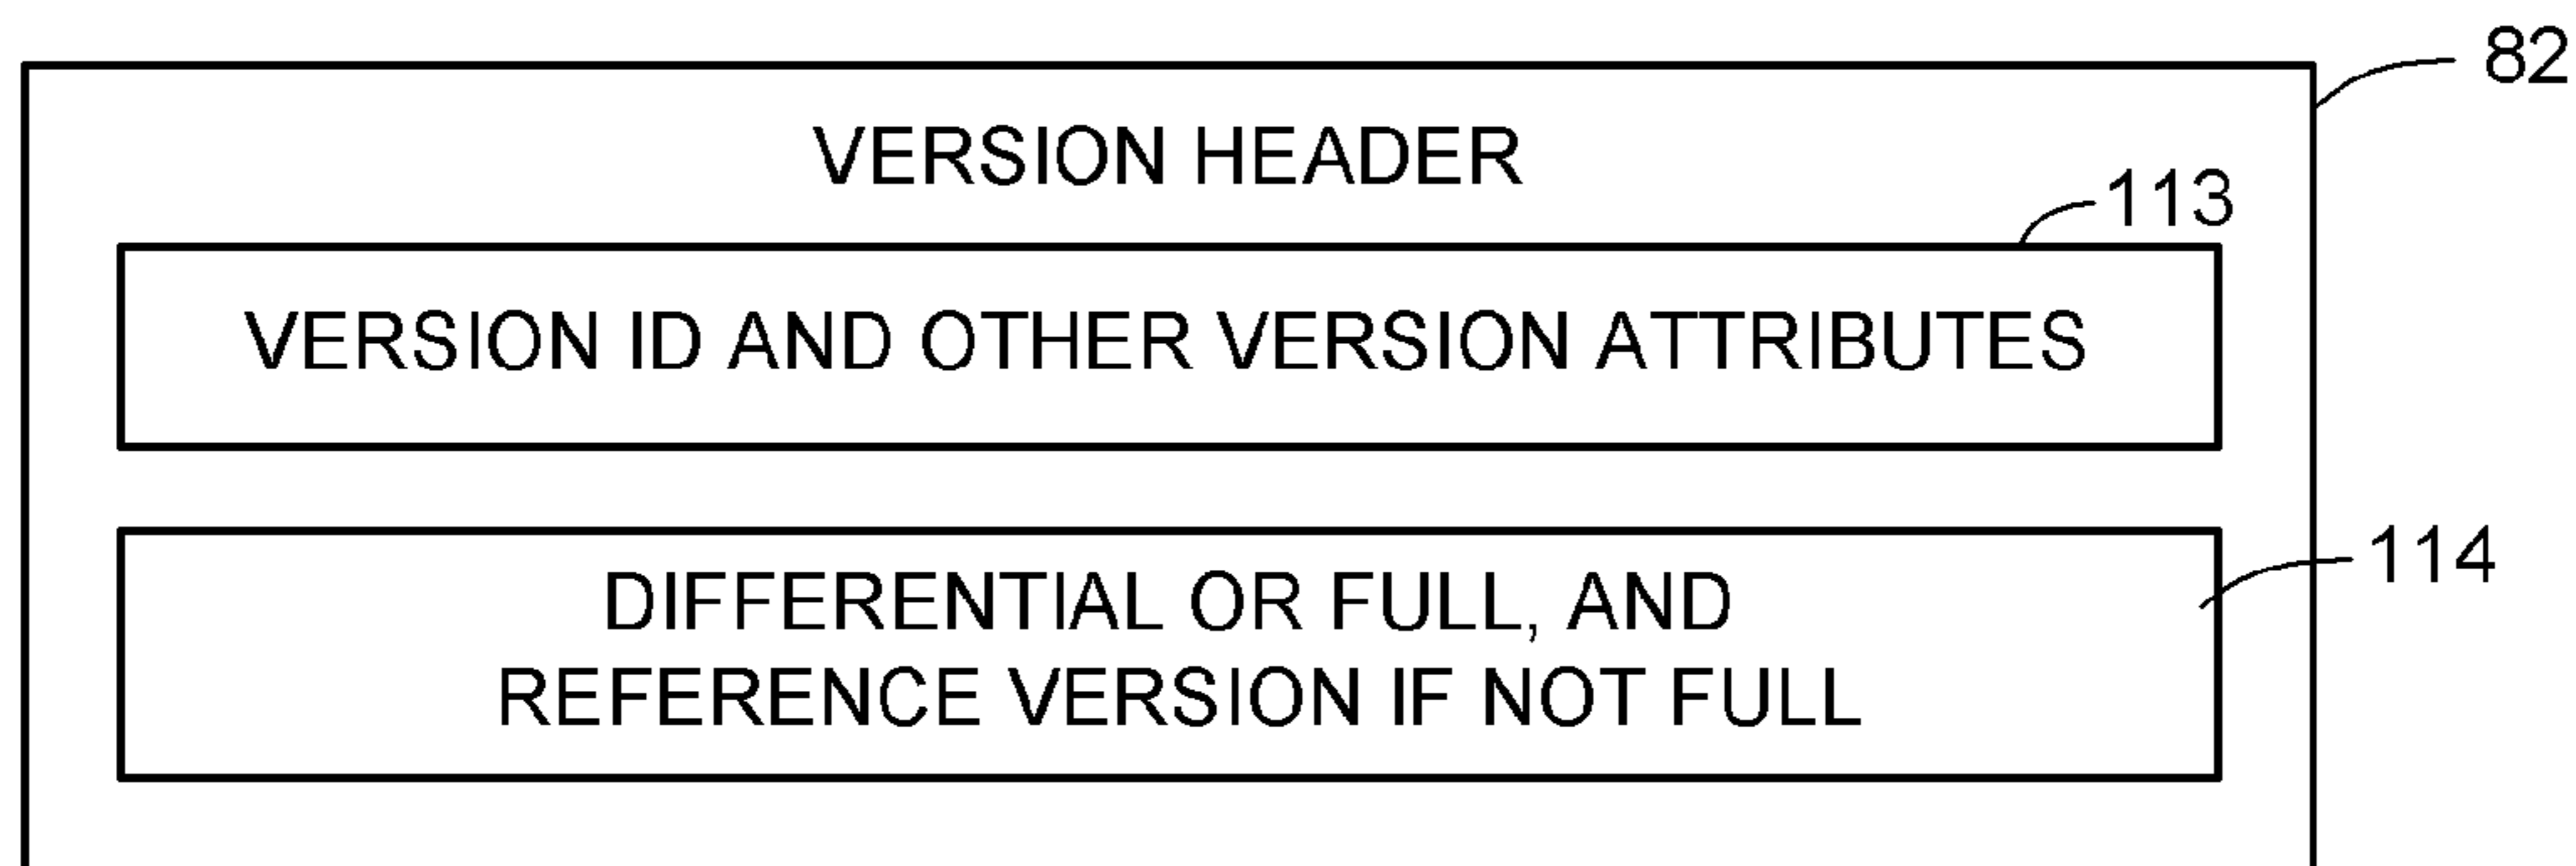 82
VERSION HEADER
113
VERSION ID AND OTHER VERSION ATTRIBUTES
114
DIFFERENTIAL OR FULL, AND
REFERENCE VERSION IF NOT FULL